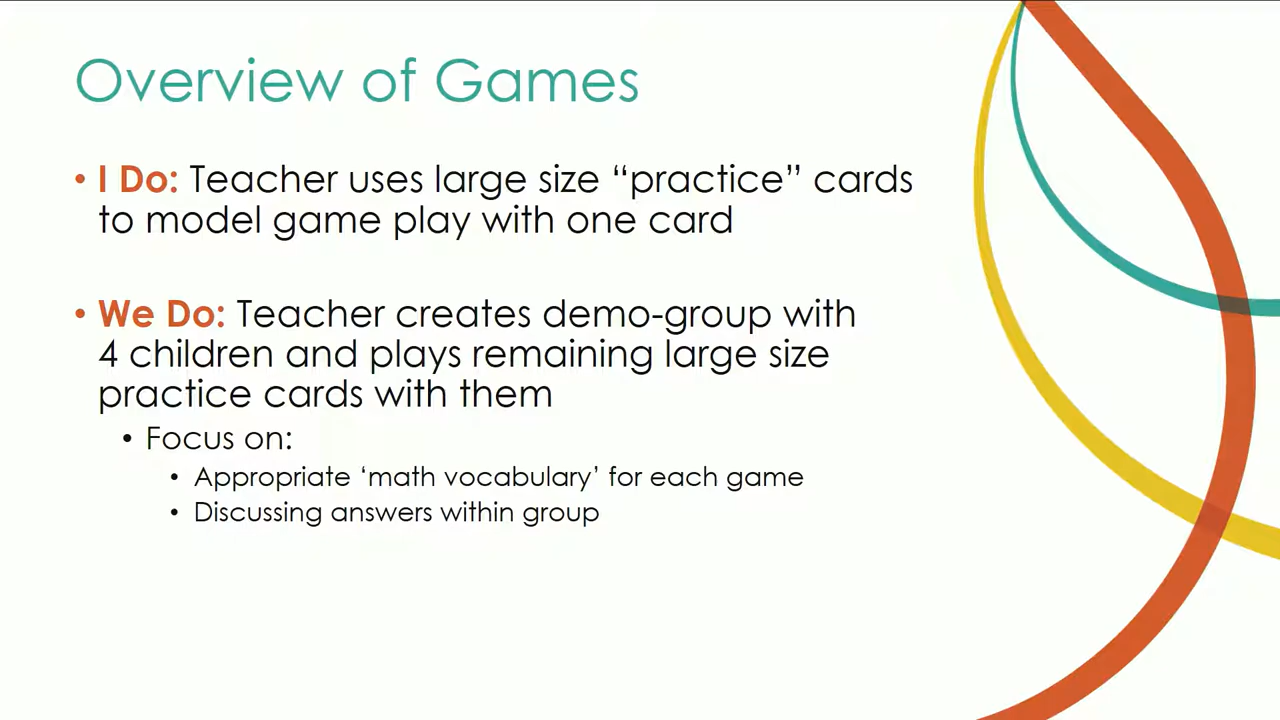 Overview of Games
• I Do: Teacher uses large size “practice” cards
to model game play with one card
• We Do: Teacher creates demo-group with
4 children and plays remaining large size
practice cards with them
• Focus on:
• Appropriate ‘math vocabulary’ for each game
• Discussing answers within group